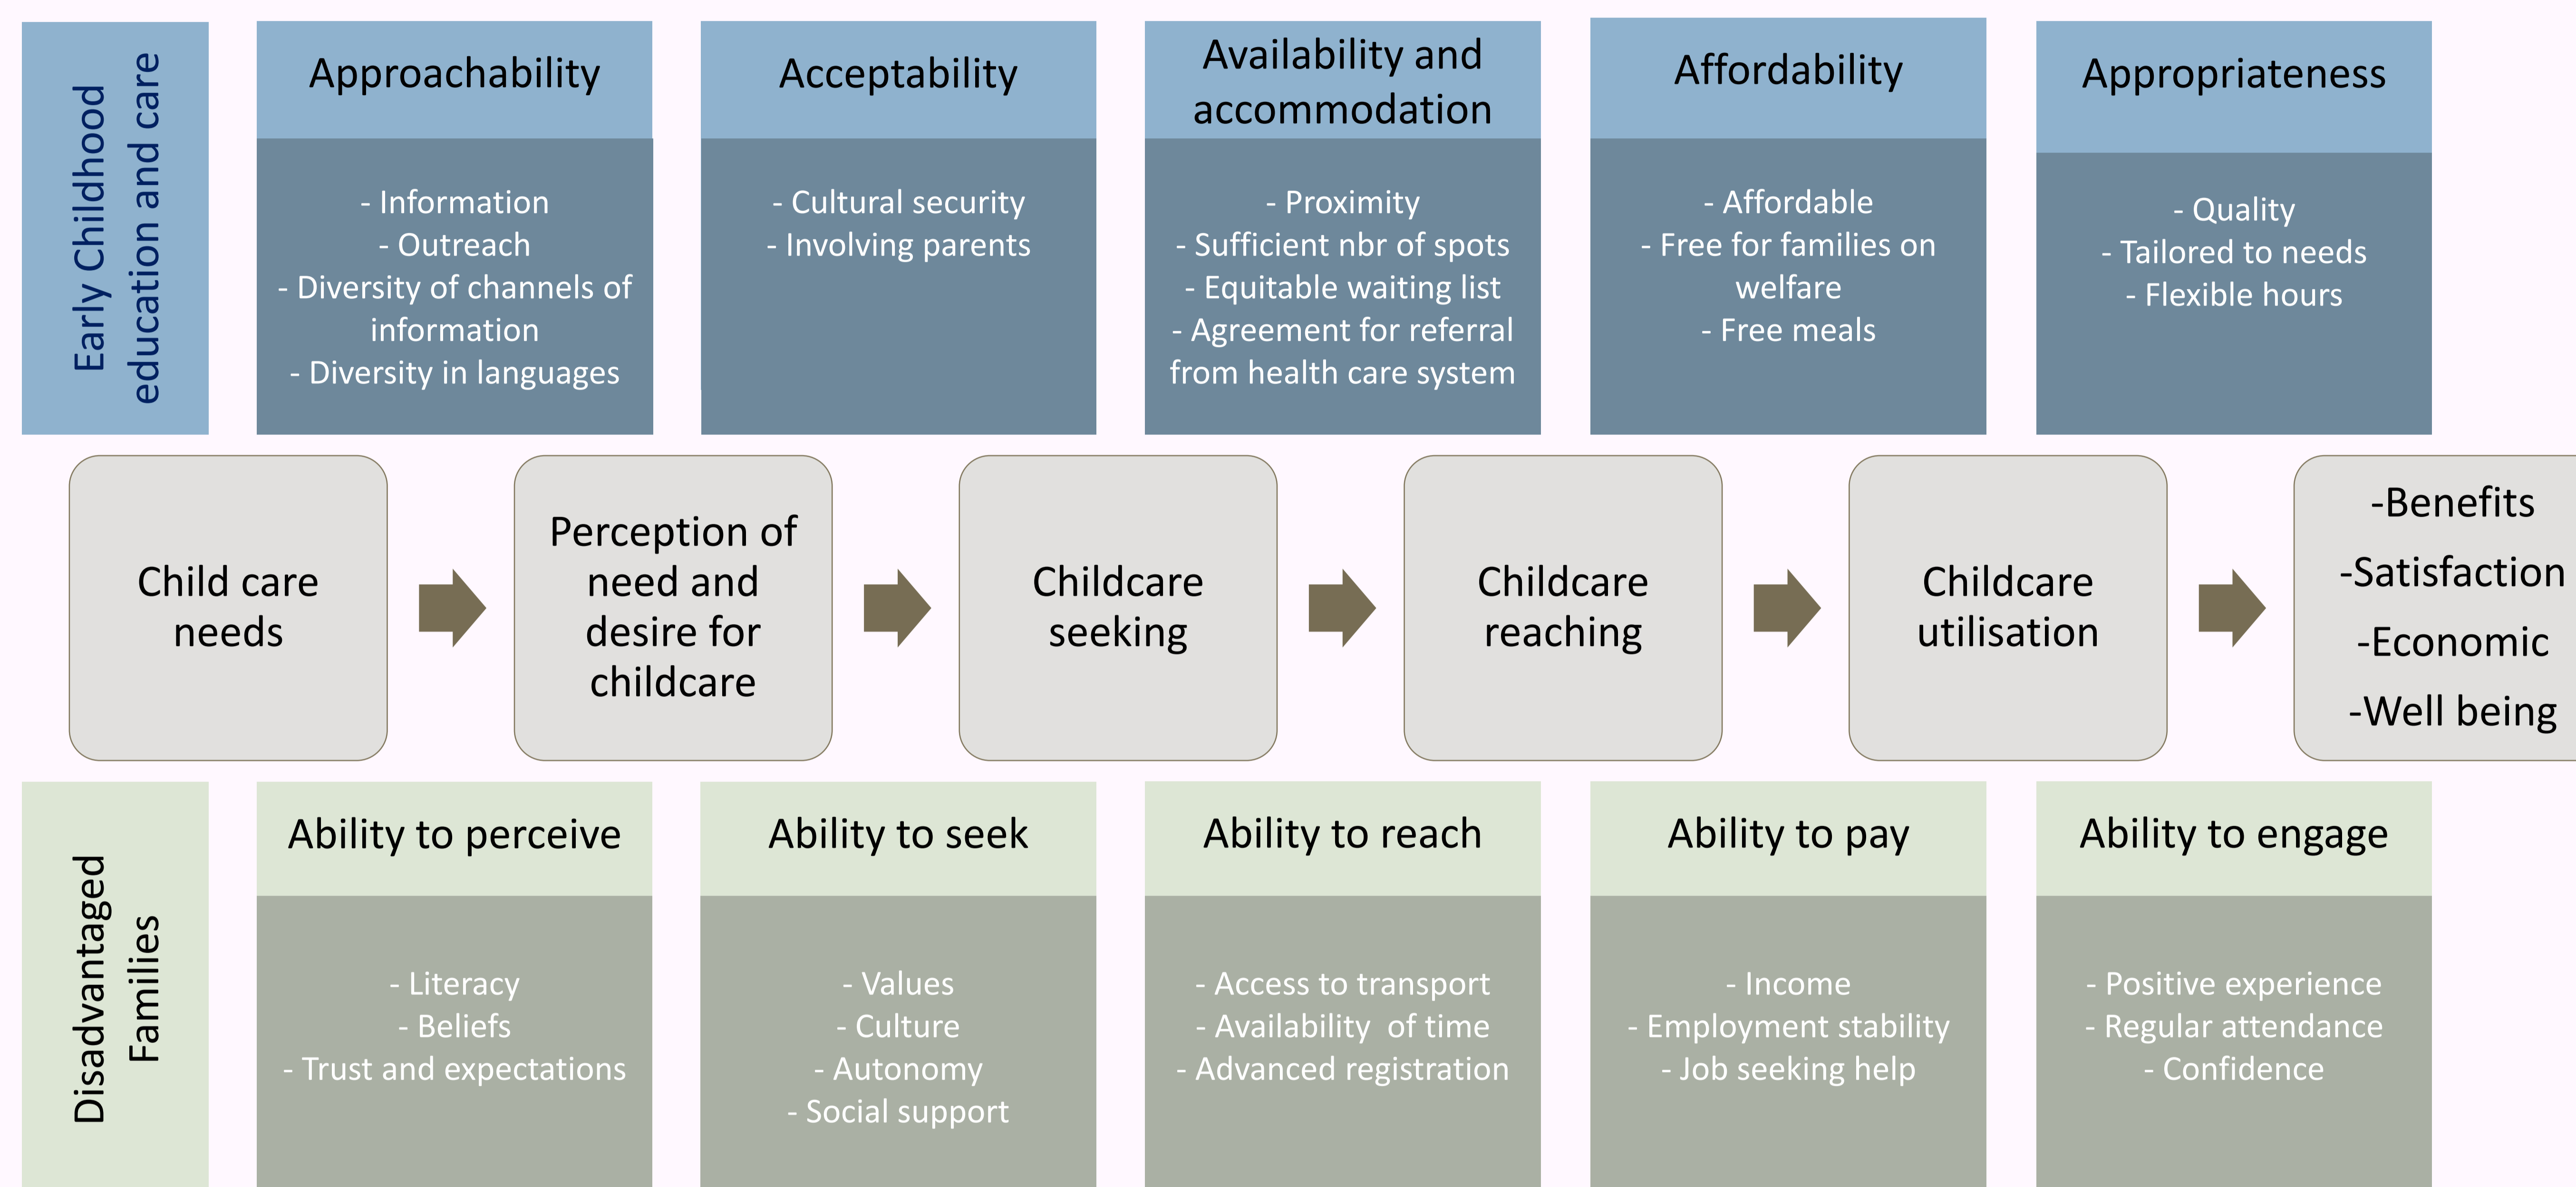 Early Childhood
education and care
Approachability
- Information
- Outreach
- Diversity of channels of
information
- Diversity in languages
Acceptability
- Cultural security
- Involving parents
Availability and
accommodation
- Proximity
- Sufficient nbr of spots
- Equitable waiting list
- Agreement for referral
from health care system
Affordability
- Affordable
- Free for families on
welfare
- Free meals
Appropriateness
- Quality
- Tailored to needs
- Flexible hours
Child care
needs
Perception of
need and
desire for
childcare
Childcare
seeking
Childcare
reaching
Childcare
utilisation
-Benefits
-Satisfaction
-Economic
-Well being
Disadvantaged
Families
Ability to perceive
- Literacy
- Beliefs
- Trust and expectations
Ability to seek
- Values
- Culture
- Autonomy
- Social support
Ability to reach
- Access to transport
- Availability  of time
- Advanced registration
Ability to pay
- Income
- Employment stability
- Job seeking help
Ability to engage
- Positive experience
- Regular attendance
- Confidence